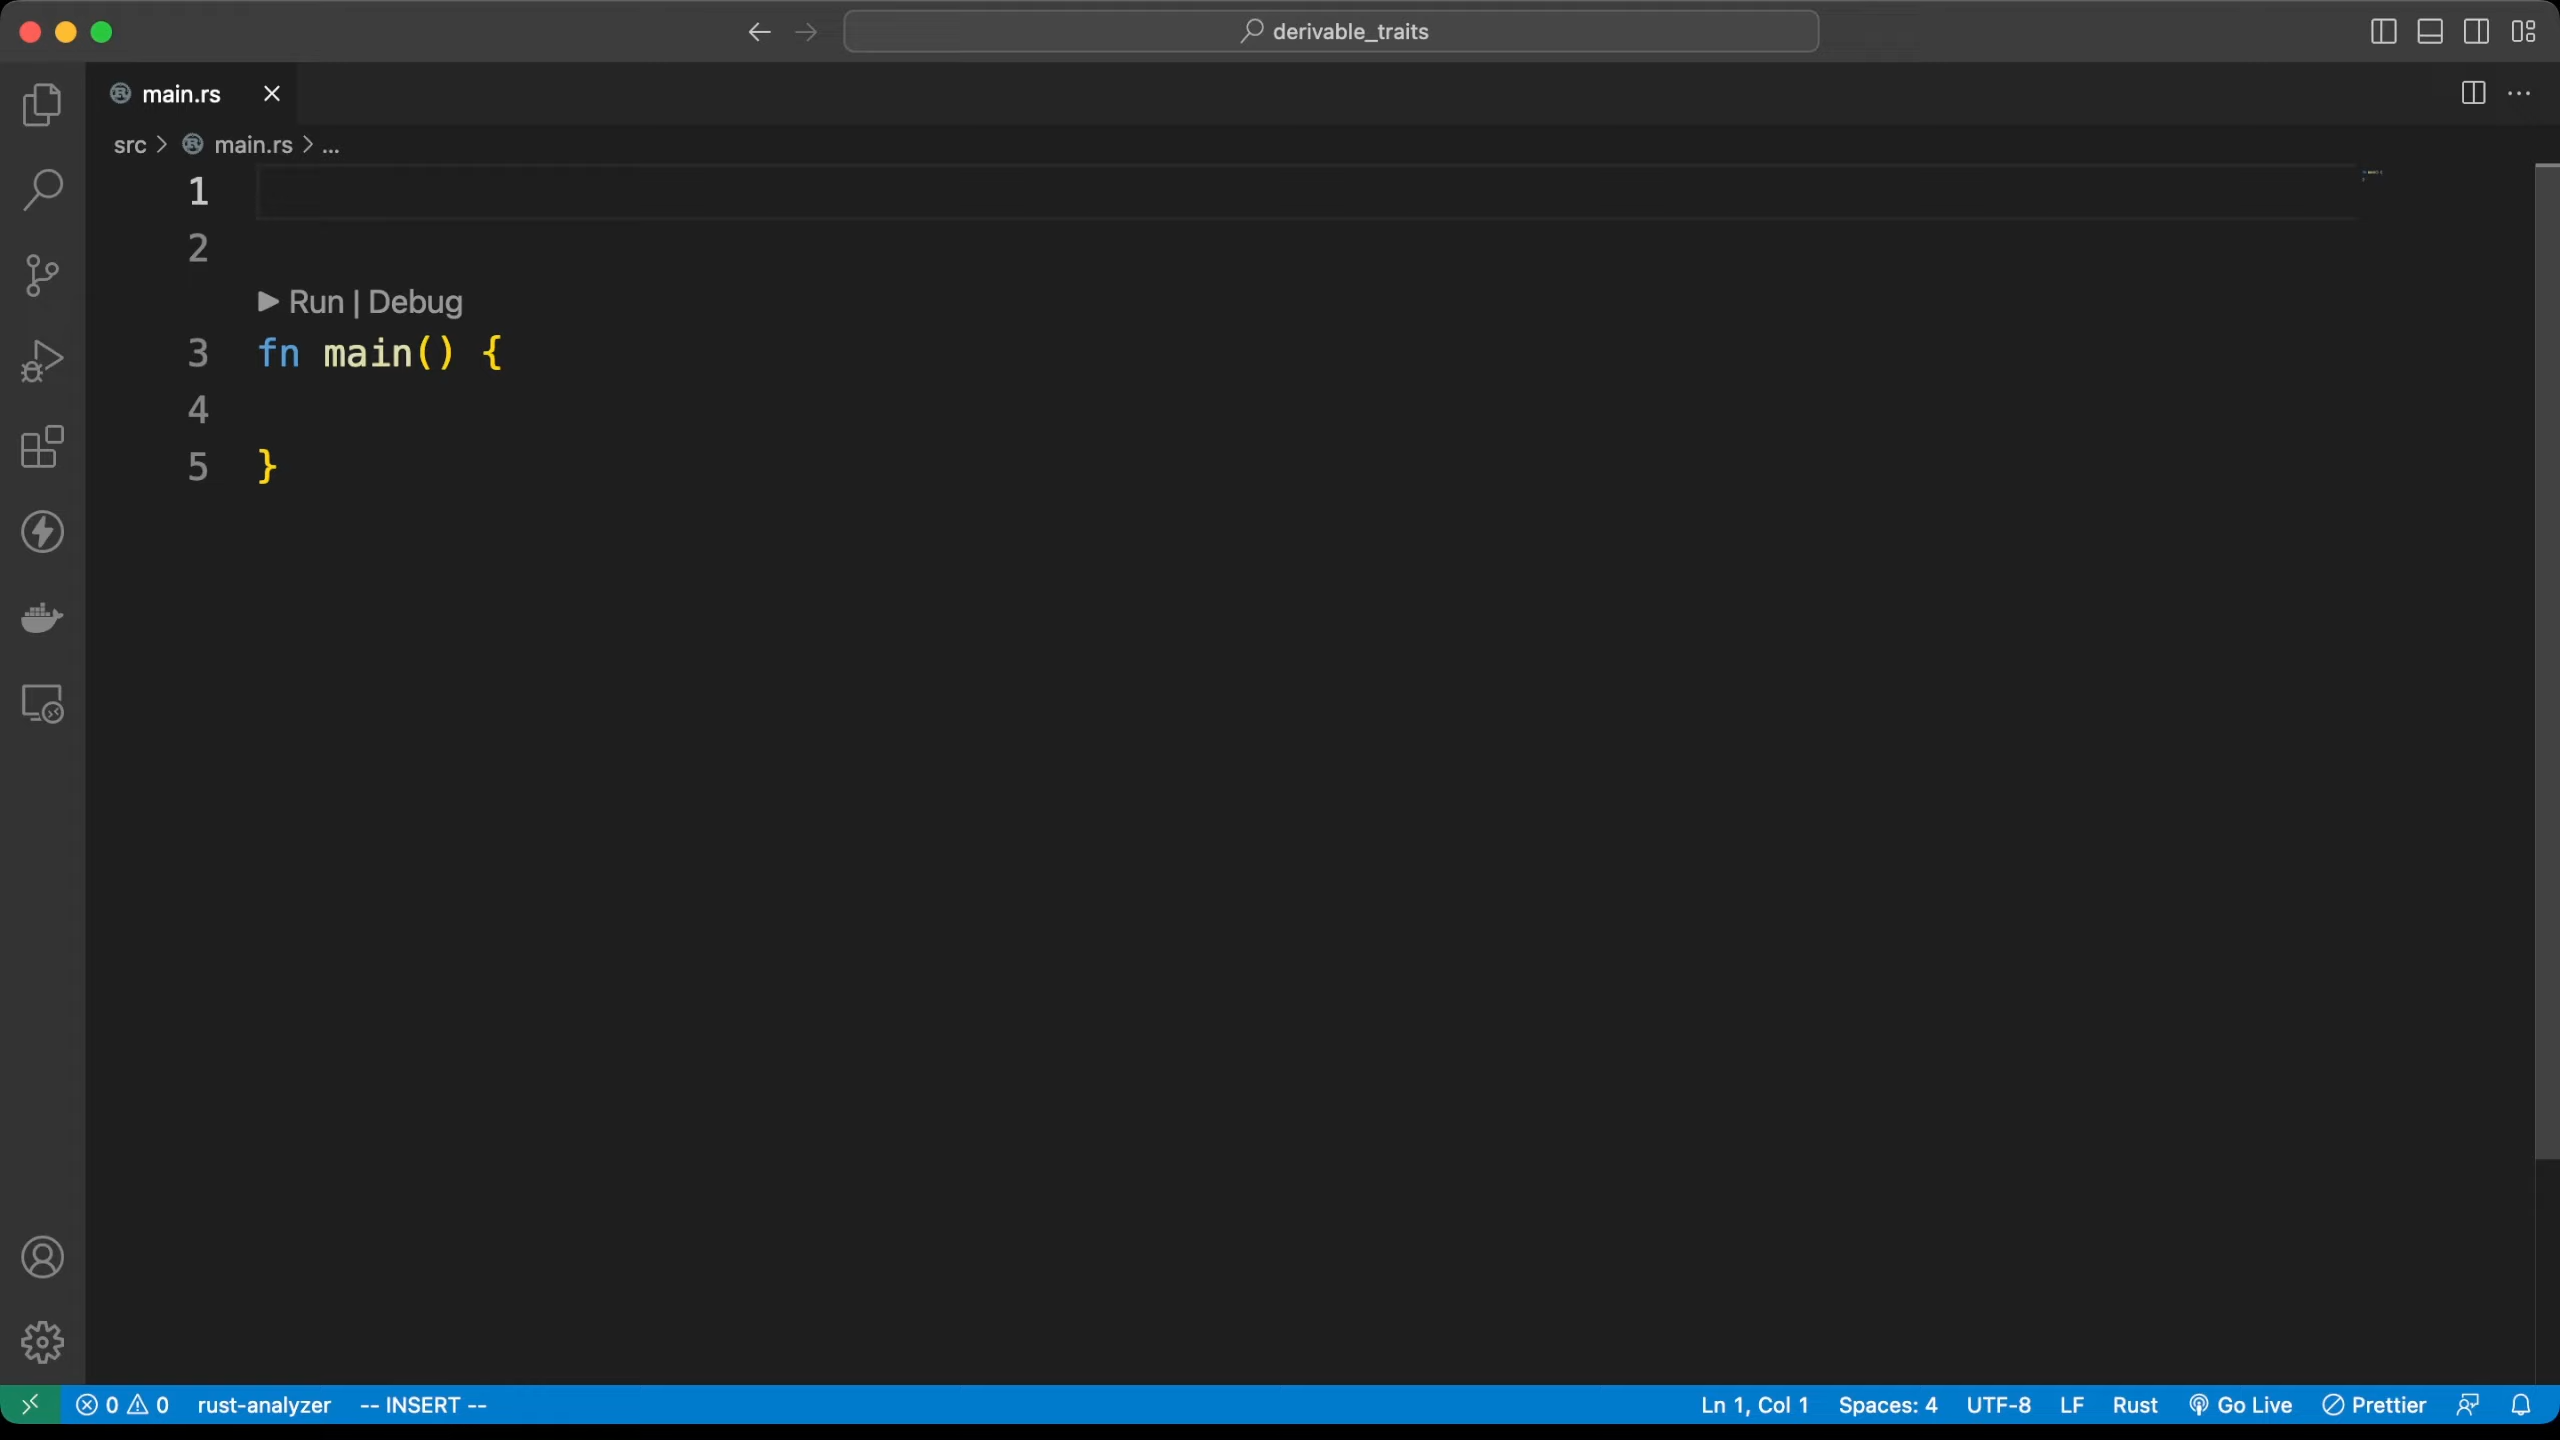 derivable_traits
main.rs
src > main.rs > ...
1
2
Run | Debug
3 fn main() {
4
5 }
0 0 rust-analyzer -- INSERT -- Ln 1, Col 1 Spaces: 4 UTF-8 LF Rust Go Live Prettier